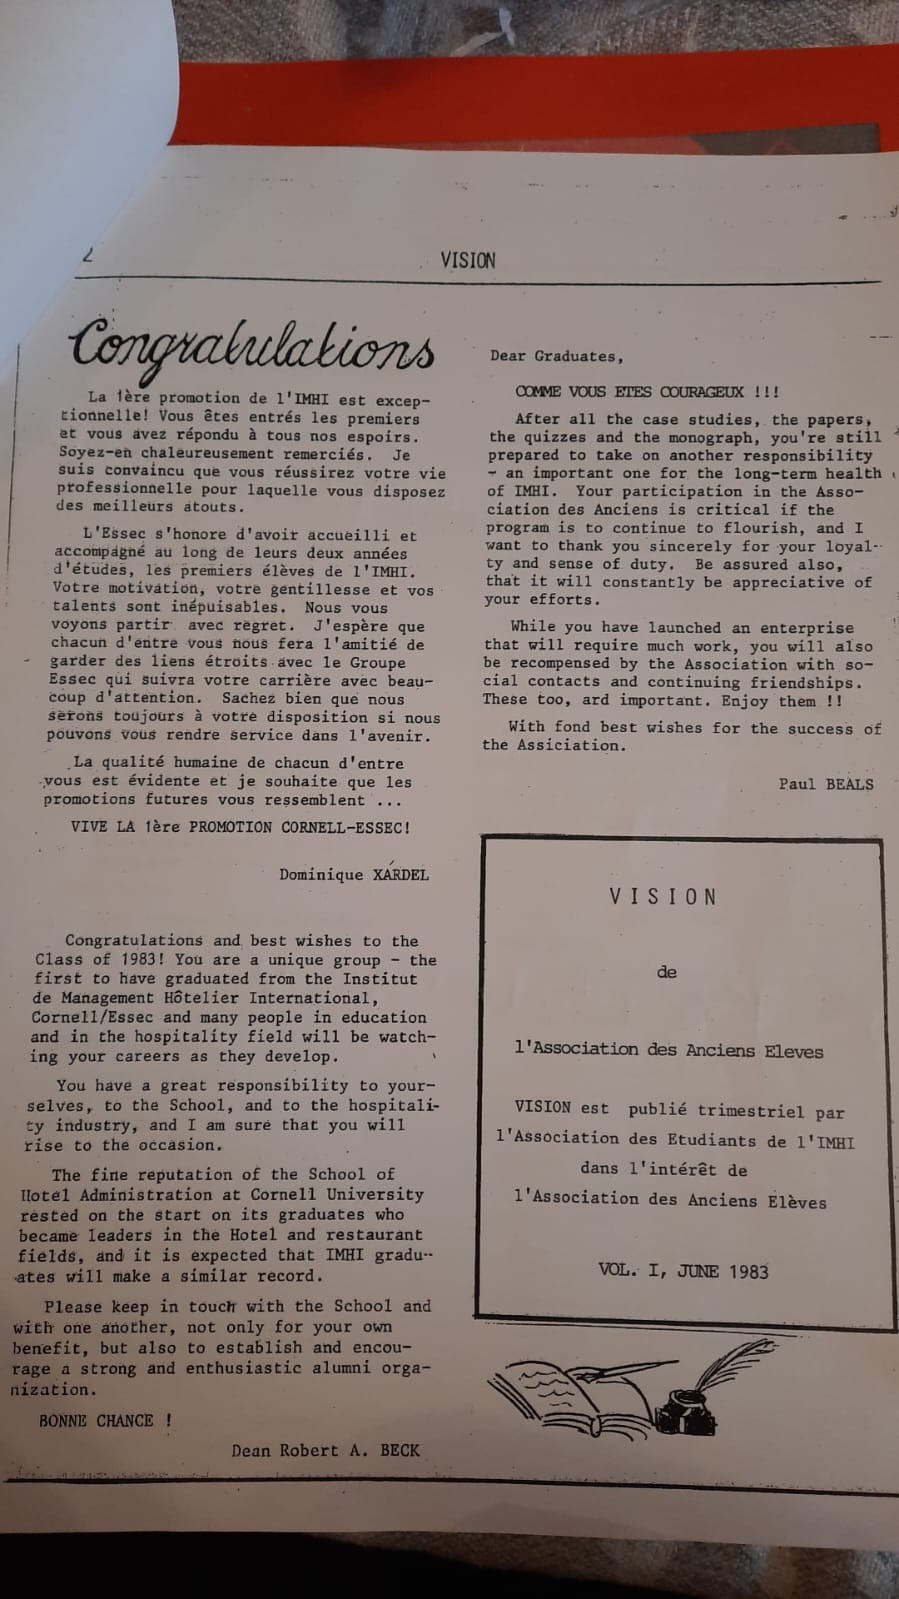 2
VISION
Congratulations
La 1ère promotion de l'IMHI est excep-
tionnelle! Vous êtes entrés les premiers
et vous avez répondu à tous nos espoirs.
Soyez-en chaleureusement remerciés. Je
suis convaincu que vous réussirez votre vie
professionnelle pour laquelle vous disposez
des meilleurs atouts.
L'Essec s'honore d'avoir accueilli et
accompagné au long de leurs deux années
d'études, les premiers élèves de l'IMHI.
Votre motivation, votre gentillesse et vos
talents sont inépuisables. Nous vous
voyons partir avec regret. J'espère que
chacun d'entre vous nous fera l'amitié de
garder des liens étroits avec le Groupe
Essec qui suivra votre carrière avec beau-
coup d'attention. Sachez bien que nous
serons toujours à votre disposition si nous
pouvons vous rendre service dans l'avenir.
La qualité humaine de chacun d'entre
vous est évidente et je souhaite que les
promotions futures vous ressemblent ...
VIVE LA 1ère PROMOTION CORNELL-ESSEC!
Dominique XARDEL
Congratulations and best wishes to the
Class of 1983! You are a unique group - the
first to have graduated from the Institut
de Management Hôtelier International,
Cornell/Essec and many people in education
and in the hospitality field will be watch-
ing your careers as they develop.
You have a great responsibility to your-
selves, to the School, and to the hospitali-
ty industry, and I am sure that you will
rise to the occasion.
The fine reputation of the School of
Hotel Administration at Cornell University
rested on the start on its graduates who
became leaders in the Hotel and restaurant
fields, and it is expected that IMHI gradu-
ates will make a similar record.
Please keep in touch with the School and
with one another, not only for your own
benefit, but also to establish and encou-
rage a strong and enthusiastic alumni orga-
nization.
BONNE CHANCE !
Dean Robert A. BECK
Dear Graduates,
COMME VOUS ETES COURAGEUX !!!
After all the case studies, the papers,
the quizzes and the monograph, you're still
prepared to take on another responsibility
- an important one for the long-term health
of IMHI. Your participation in the Asso-
ciation des Anciens is critical if the
program is to continue to flourish, and I
want to thank you sincerely for your loyal-
ty and sense of duty. Be assured also,
that it will constantly be appreciative of
your efforts.
While you have launched an enterprise
that will require much work, you will also
be recompensed by the Association with so-
cial contacts and continuing friendships.
These too, ard important. Enjoy them !!
With fond best wishes for the success of
the Assiciation.
Paul BEALS
VISION
de
l'Association des Anciens Eleves
VISION est publié trimestriel par
l'Association des Etudiants de l'IMHI
dans l'intérêt de
l'Association des Anciens Elèves
VOL. I, JUNE 1983